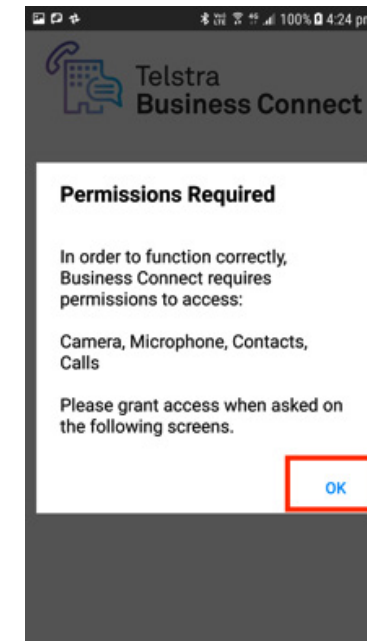 100% 4:24 pm
Telstra
Business Connect
Permissions Required
In order to function correctly,
Business Connect requires
permissions to access:
Camera, Microphone, Contacts,
Calls
Please grant access when asked on
the following screens.
OK